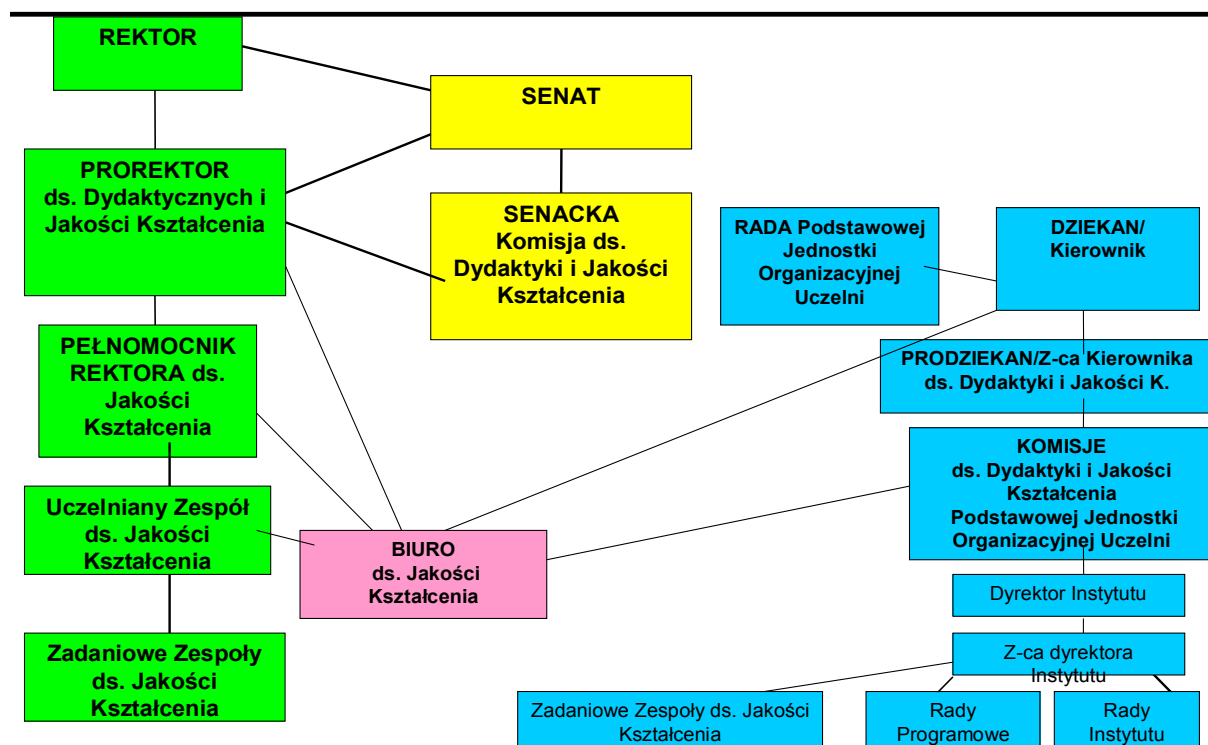 REKTOR
SENAT
PROREKTOR
ds. Dydaktycznych i
Jakości Kształcenia
SENACKA
Komisja ds.
Dydaktyki i Jakości
Kształcenia
RADA Podstawowej
Jednostki
Organizacyjnej
Uczelni
DZIEKAN/
Kierownik
PEŁNOMOCNIK
REKTORA ds.
Jakości
Kształcenia
PRODZIEKAN/Z-ca Kierownika
ds. Dydaktyki i Jakości K.
KOMISJE
ds. Dydaktyki i Jakości
Kształcenia
Podstawowej Jednostki
Organizacyjnej Uczelni
Uczelniany Zespół
ds. Jakości
Kształcenia
BIURO
ds. Jakości
Kształcenia
Dyrektor Instytutu
Zadaniowe Zespoły
ds. Jakości
Kształcenia
Z-ca dyrektora
Instytutu
Zadaniowe Zespoły ds. Jakości
Kształcenia
Rady
Programowe
Rady
Instytutu